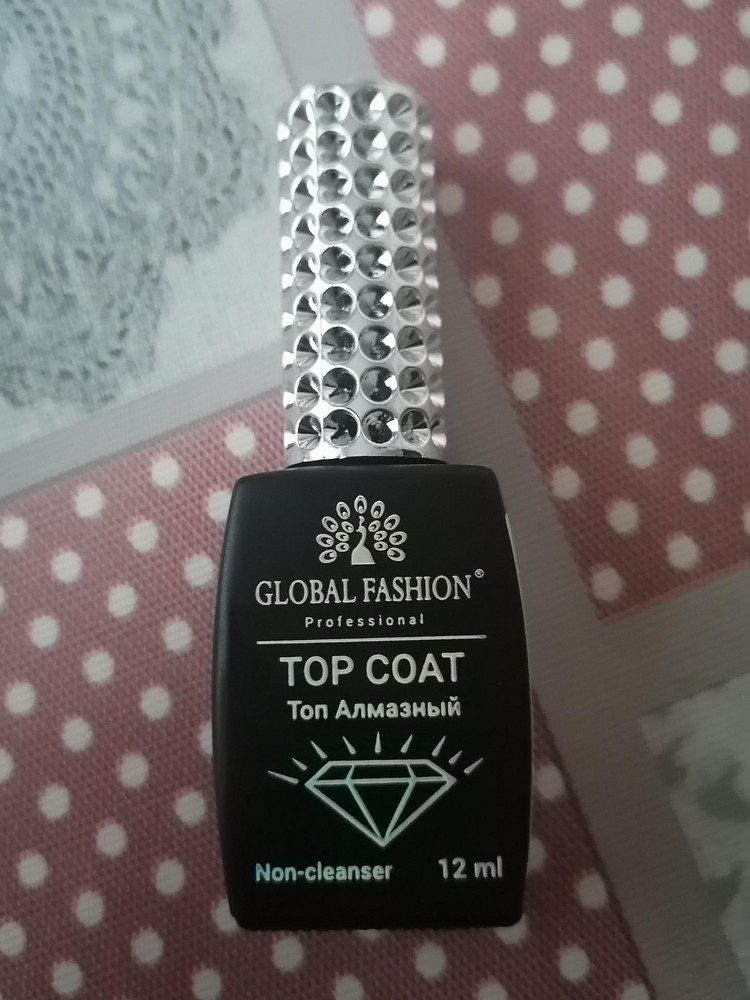 GLOBAL FASHION®
Professional
TOP COAT
Топ Алмазный
Non-cleanser
12 ml